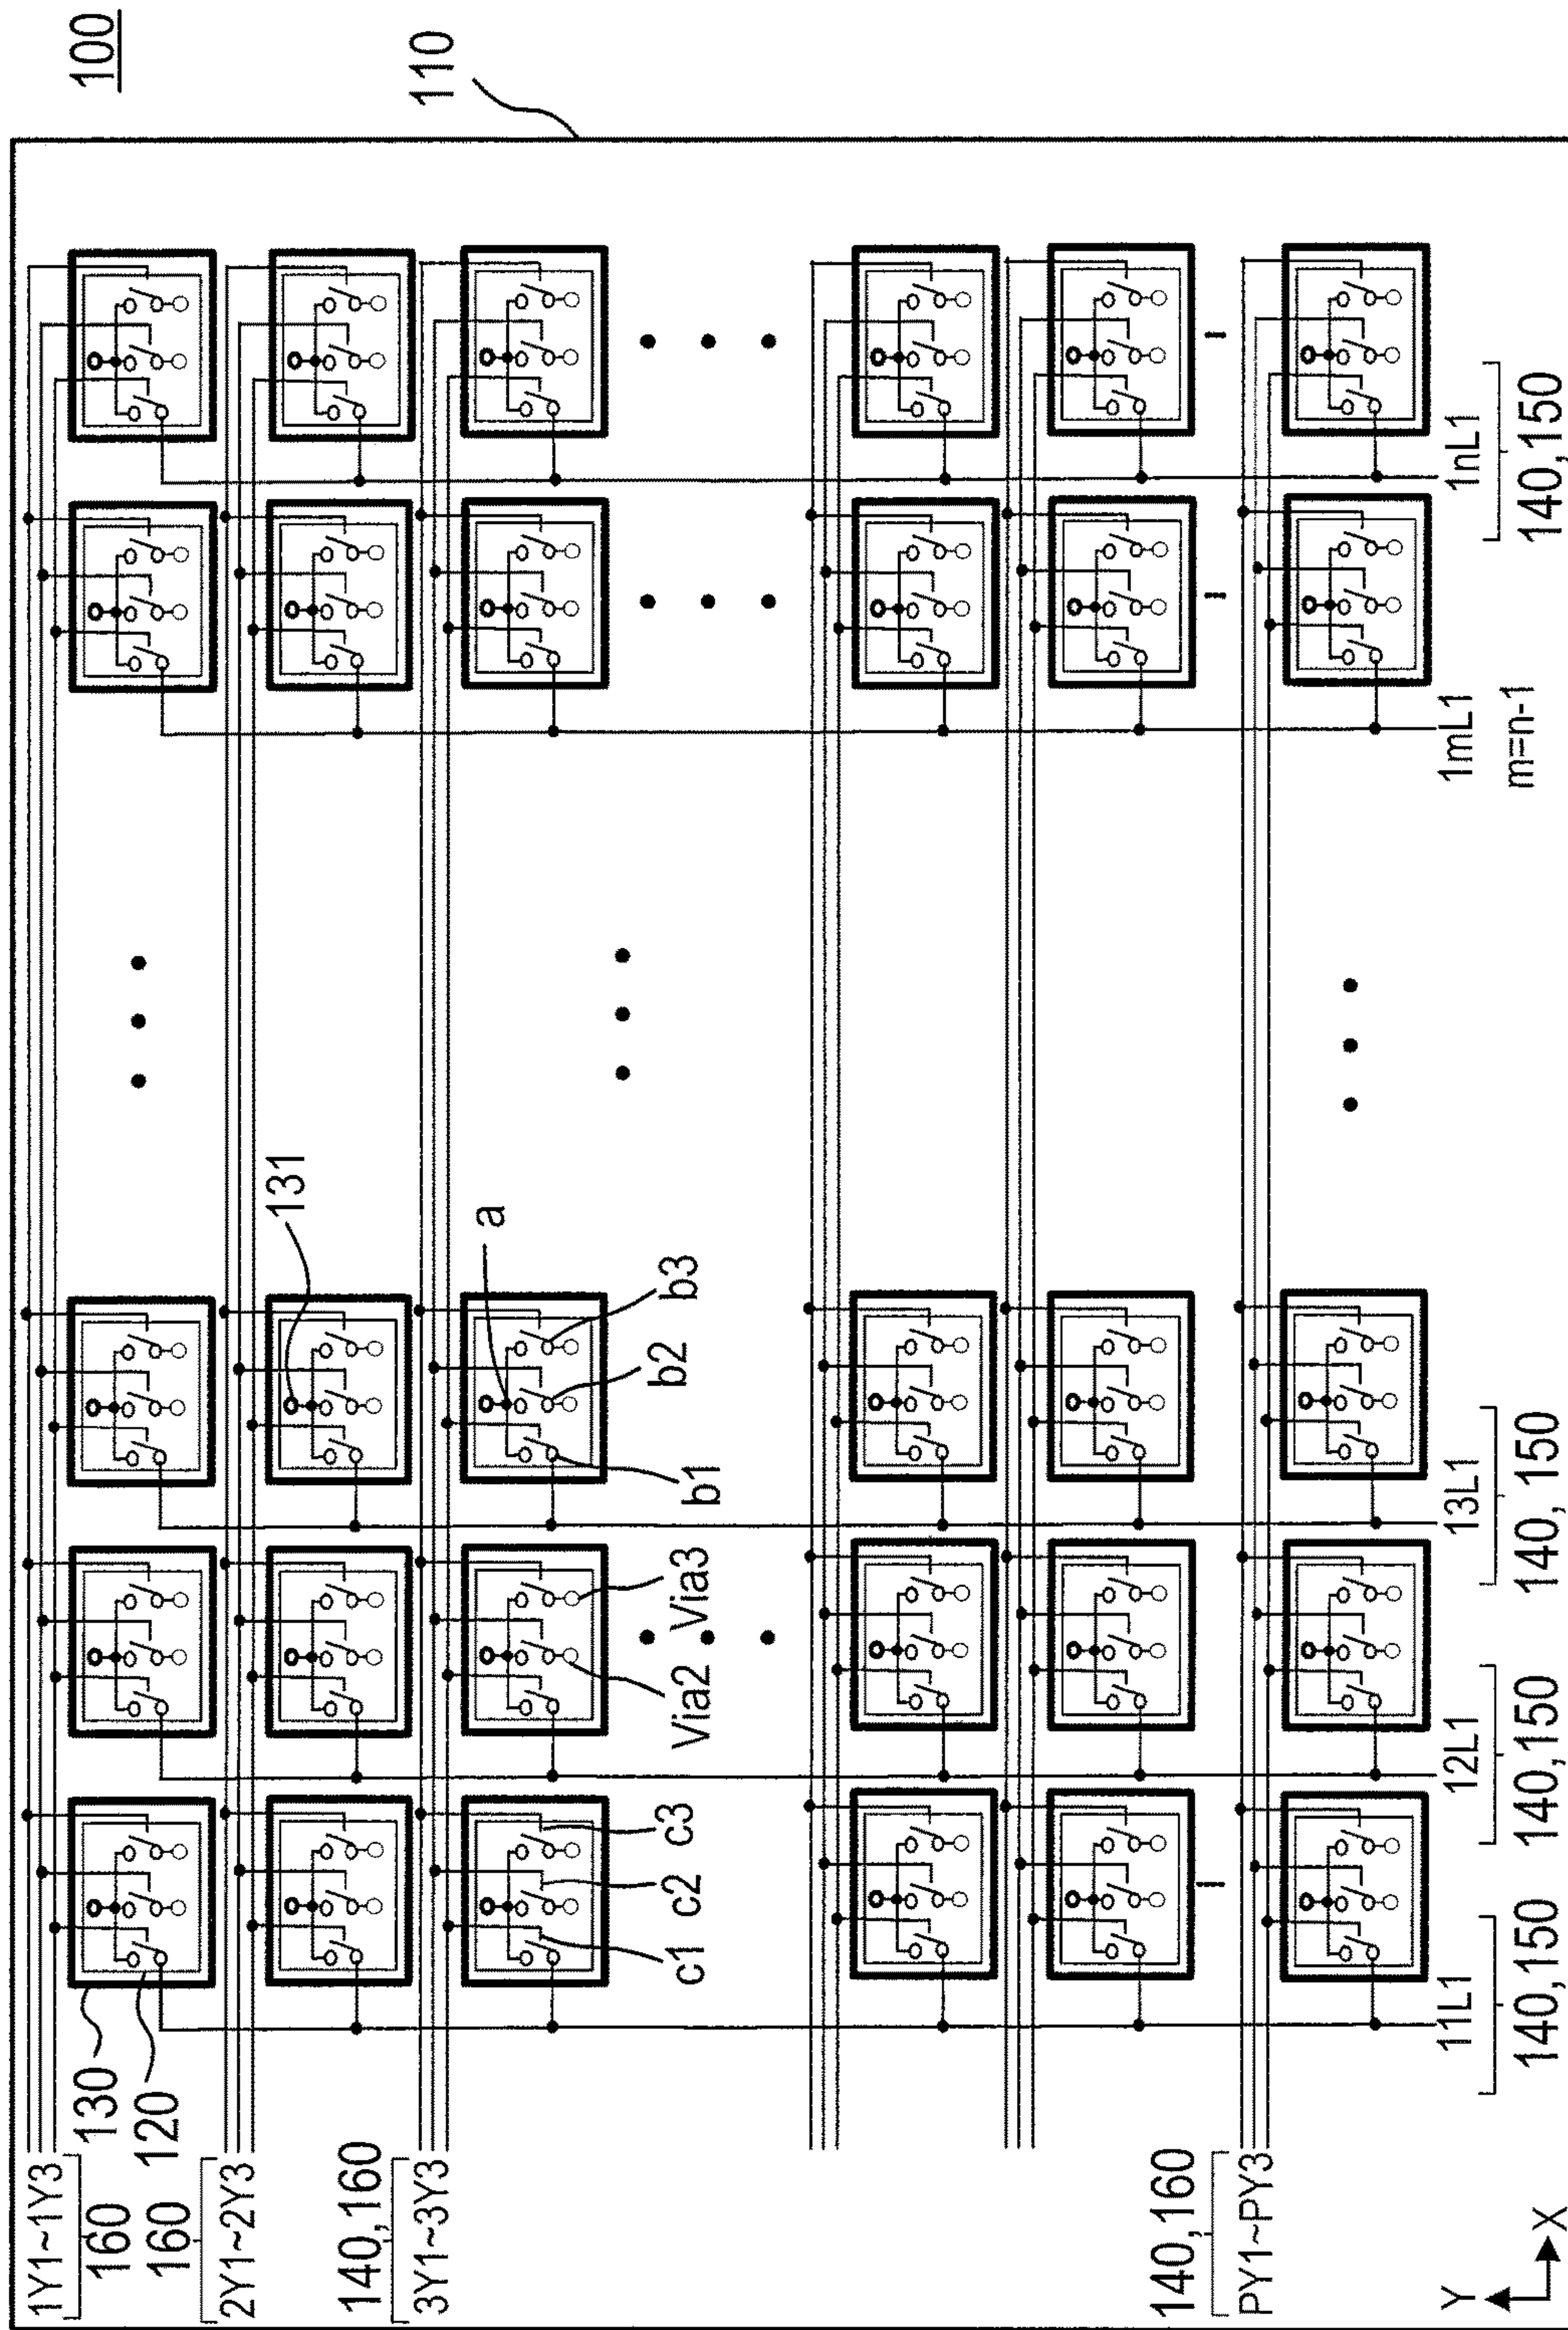 100
110
1Y1~1Y3
160
130
120
160
2Y1~2Y3
131
140,160
3Y1~3Y3
a
b1
b2
b3
c1
c2
c3
Via2
Via3
140,160
PY1~PY3
11L1
140,150
12L1
140,150
13L1
140, 150
1mL1
m=n-1
1nL1
140,150
Y
X